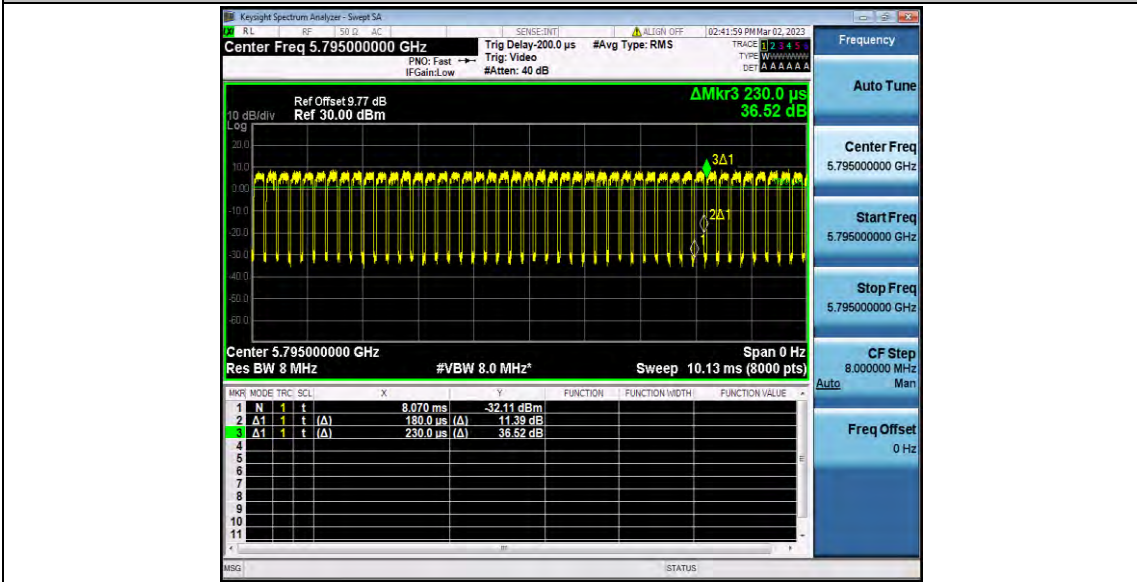 Keysight Spectrum Analyzer - Swept SA
RL RF 50 Ω AC SENSE:INT ALIGN OFF 02:41:59 PM Mar 02, 2023
Center Freq 5.795000000 GHz
PNO: Fast
IFGain:Low
Trig Delay-200.0 µs
Trig: Video
#Atten: 40 dB
#Avg Type: RMS
TRACE 1 2 3 4 5 6
TYPE WWWWWW
DET A A A A A A
Frequency
Auto Tune
Center Freq
5.795000000 GHz
Start Freq
5.795000000 GHz
Stop Freq
5.795000000 GHz
CF Step
8.000000 MHz
Auto Man
Freq Offset
0 Hz
Ref Offset 9.77 dB
10 dB/div Ref 30.00 dBm
Log
ΔMkr3 230.0 µs
36.52 dB
20.0
10.0
0.00
-10.0
-20.0
-30.0
-40.0
-50.0
-60.0
3Δ1
2Δ1
1
Center 5.795000000 GHz Span 0 Hz
Res BW 8 MHz #VBW 8.0 MHz* Sweep 10.13 ms (8000 pts)
MKR MODE TRC SCL X Y FUNCTION FUNCTION WIDTH FUNCTION VALUE
1 N 1 t 8.070 ms -32.11 dBm
2 Δ1 1 t (Δ) 180.0 µs (Δ) 11.39 dB
3 Δ1 1 t (Δ) 230.0 µs (Δ) 36.52 dB
4
5
6
7
8
9
10
11
MSG STATUS